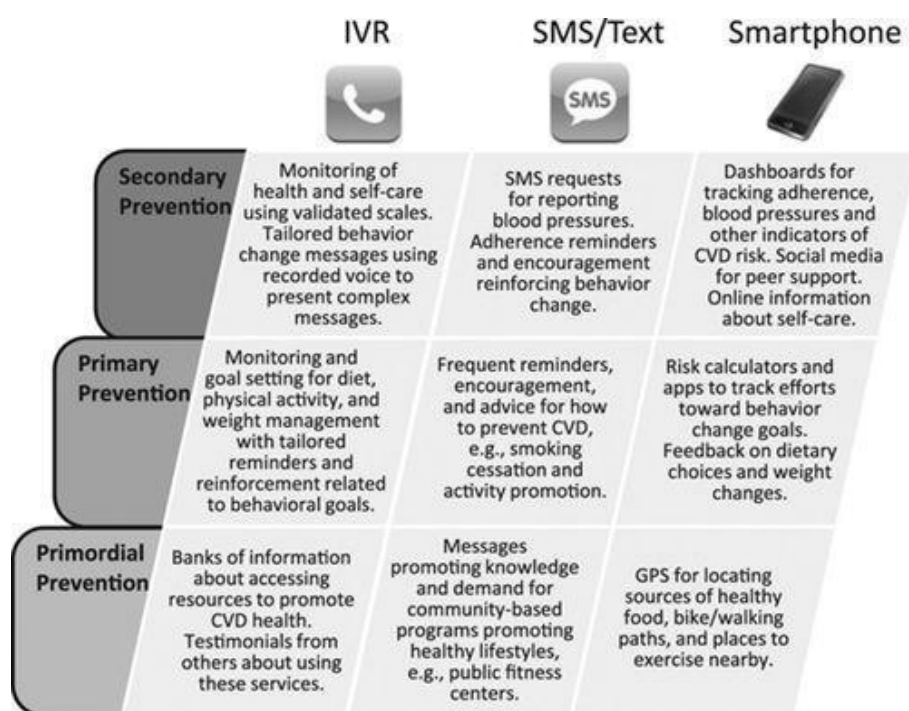 IVR
SMS/Text
Smartphone
SMS
Secondary
Prevention
Monitoring of
health and self-care
using validated scales.
Tailored behavior
change messages using
recorded voice to
present complex
messages.
SMS requests
for reporting
blood pressures.
Adherence reminders
and encouragement
reinforcing behavior
change.
Dashboards for
tracking adherence,
blood pressures and
other indicators of
CVD risk. Social media
for peer support.
Online information
about self-care.
Primary
Prevention
Monitoring and
goal setting for diet,
physical activity, and
weight management
with tailored
reminders and
reinforcement related
to behavioral goals.
Frequent reminders,
encouragement,
and advice for how
to prevent CVD,
e.g., smoking
cessation and
activity promotion.
Risk calculators and
apps to track efforts
toward behavior
change goals.
Feedback on dietary
choices and weight
changes.
Primordial
Prevention
Banks of information
about accessing
resources to promote
CVD health.
Testimonials from
others about using
these services.
Messages
promoting knowledge
and demand for
community-based
programs promoting
healthy lifestyles,
e.g., public fitness
centers.
GPS for locating
sources of healthy
food, bike/walking
paths, and places to
exercise nearby.